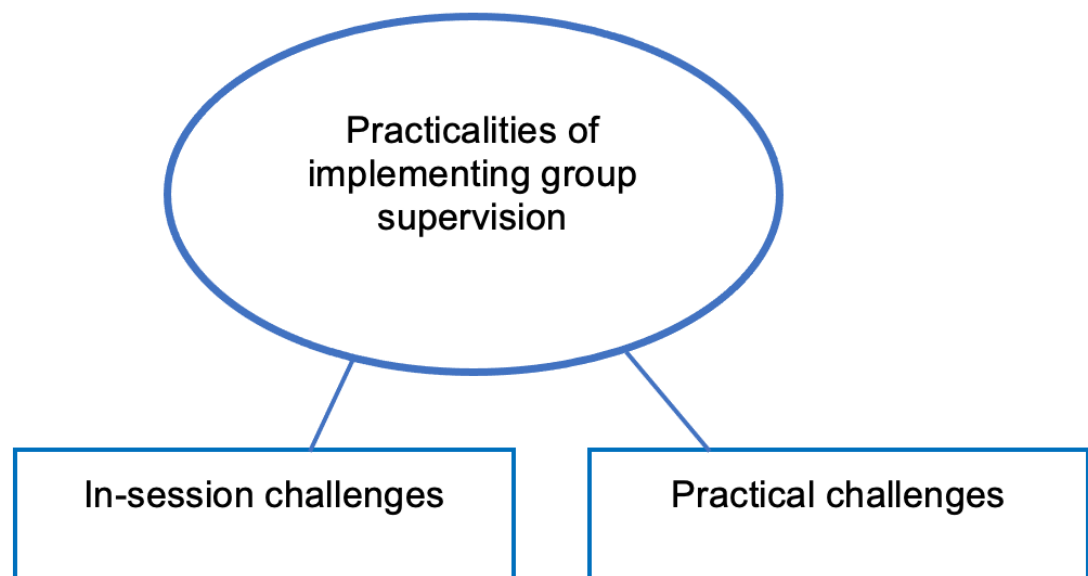 Practicalities of
implementing group
supervision
In-session challenges
Practical challenges